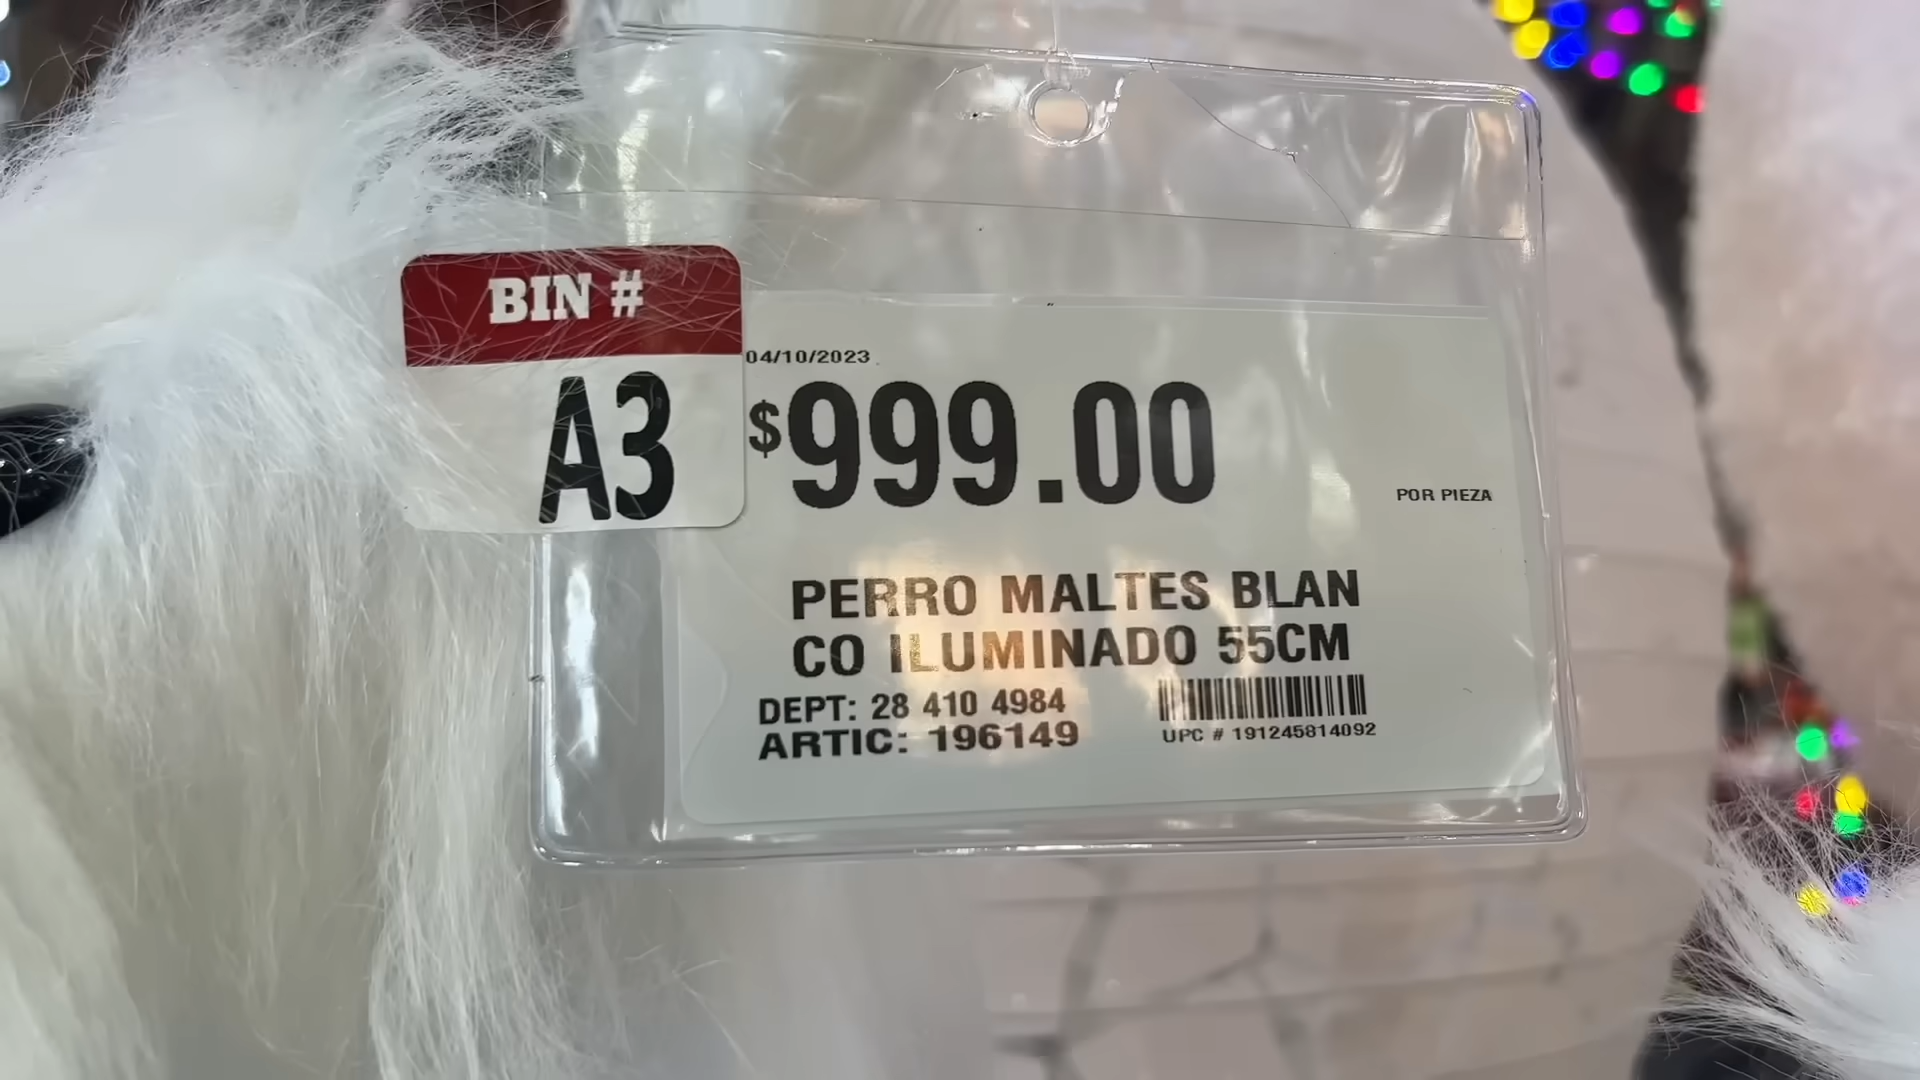 BIN #
A3
04/10/2023
$999.00
POR PIEZA
PERRO MALTES BLAN
CO ILUMINADO 55CM
DEPT: 28 410 4984
ARTIC: 196149
UPC # 191245814092